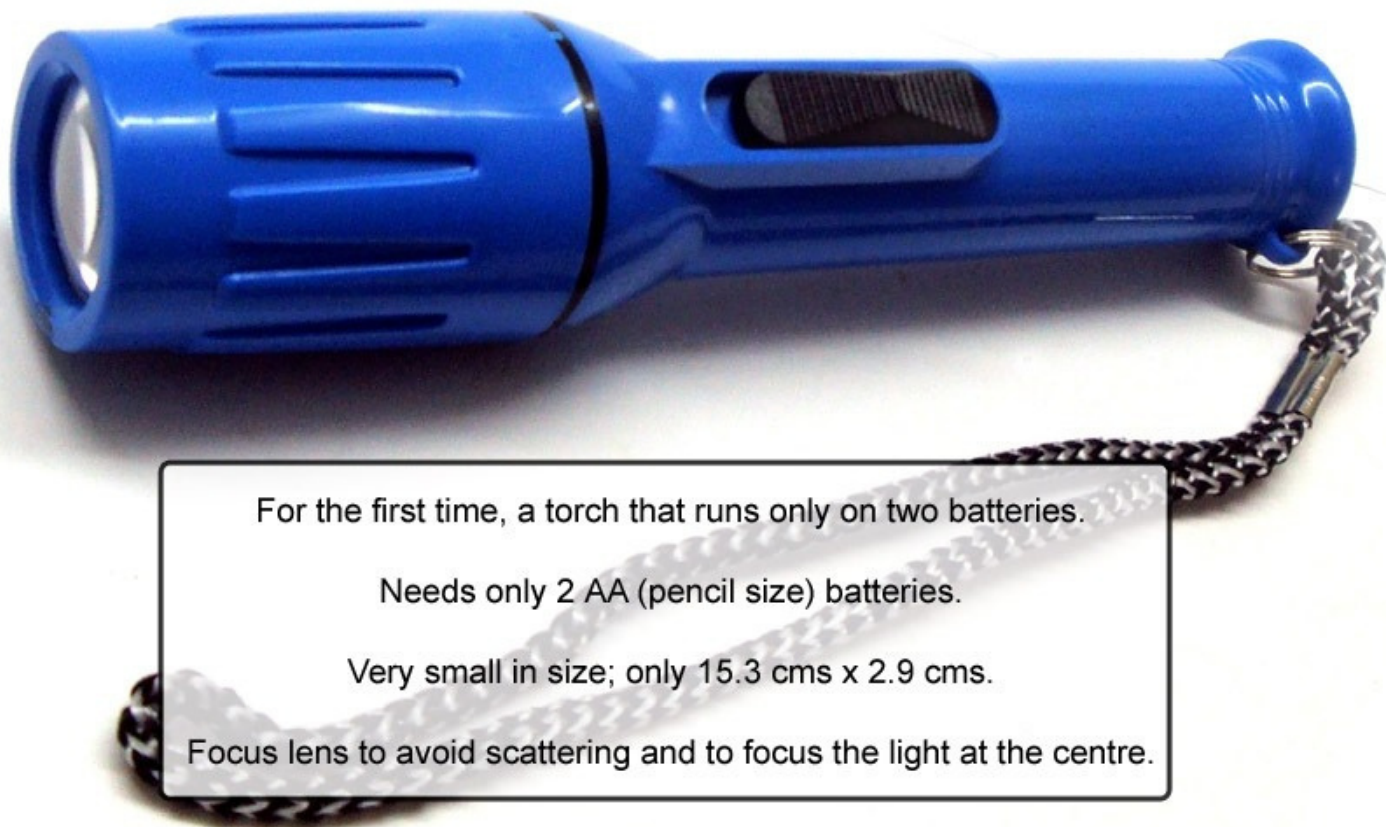 For the first time, a torch that runs only on two batteries.
Needs only 2 AA (pencil size) batteries.
Very small in size; only 15.3 cms x 2.9 cms.
Focus lens to avoid scattering and to focus the light at the centre.